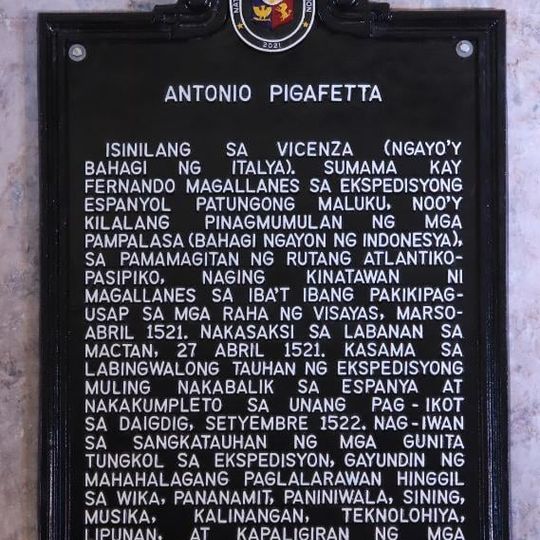 2021
ANTONIO PIGAFETTA
ISINILANG SA VICENZA (NGAYO'Y
BAHAGI NG ITALYA). SUMAMA KAY
FERNANDO MAGALLANES SA EKSPEDISYONG
ESPANYOL PATUNGONG MALUKU, NOO'Y
KILALANG PINAGMUMULAN NG MGA
PAMPALASA (BAHAGI NGAYON NG INDONESYA),
SA PAMAMAGITAN NG RUTANG ATLANTIKO-
PASIPIKO, NAGING KINATAWAN NI
MAGALLANES SA IBA'T IBANG PAKIKIPAG-
USAP SA MGA RAHA NG VISAYAS, MARSO-
ABRIL 1521. NAKASAKSI SA LABANAN SA
MACTAN, 27 ABRIL 1521. KASAMA SA
LABINGWALONG TAUHAN NG EKSPEDISYONG
MULING NAKABALIK SA ESPANYA AT
NAKAKUMPLETO SA UNANG PAG-IKOT
SA DAIGDIG, SETYEMBRE 1522. NAG-IWAN
SA SANGKATAUHAN NG MGA GUNITA
TUNGKOL SA EKSPEDISYON, GAYUNDIN NG
MAHAHALAGANG PAGLALARAWAN HINGGIL
SA WIKA, PANANAMIT, PANINIWALA, SINING,
MUSIKA, KALINANGAN, TEKNOLOHIYA,
LIPUNAN, AT KAPALIGIRAN NG MGA